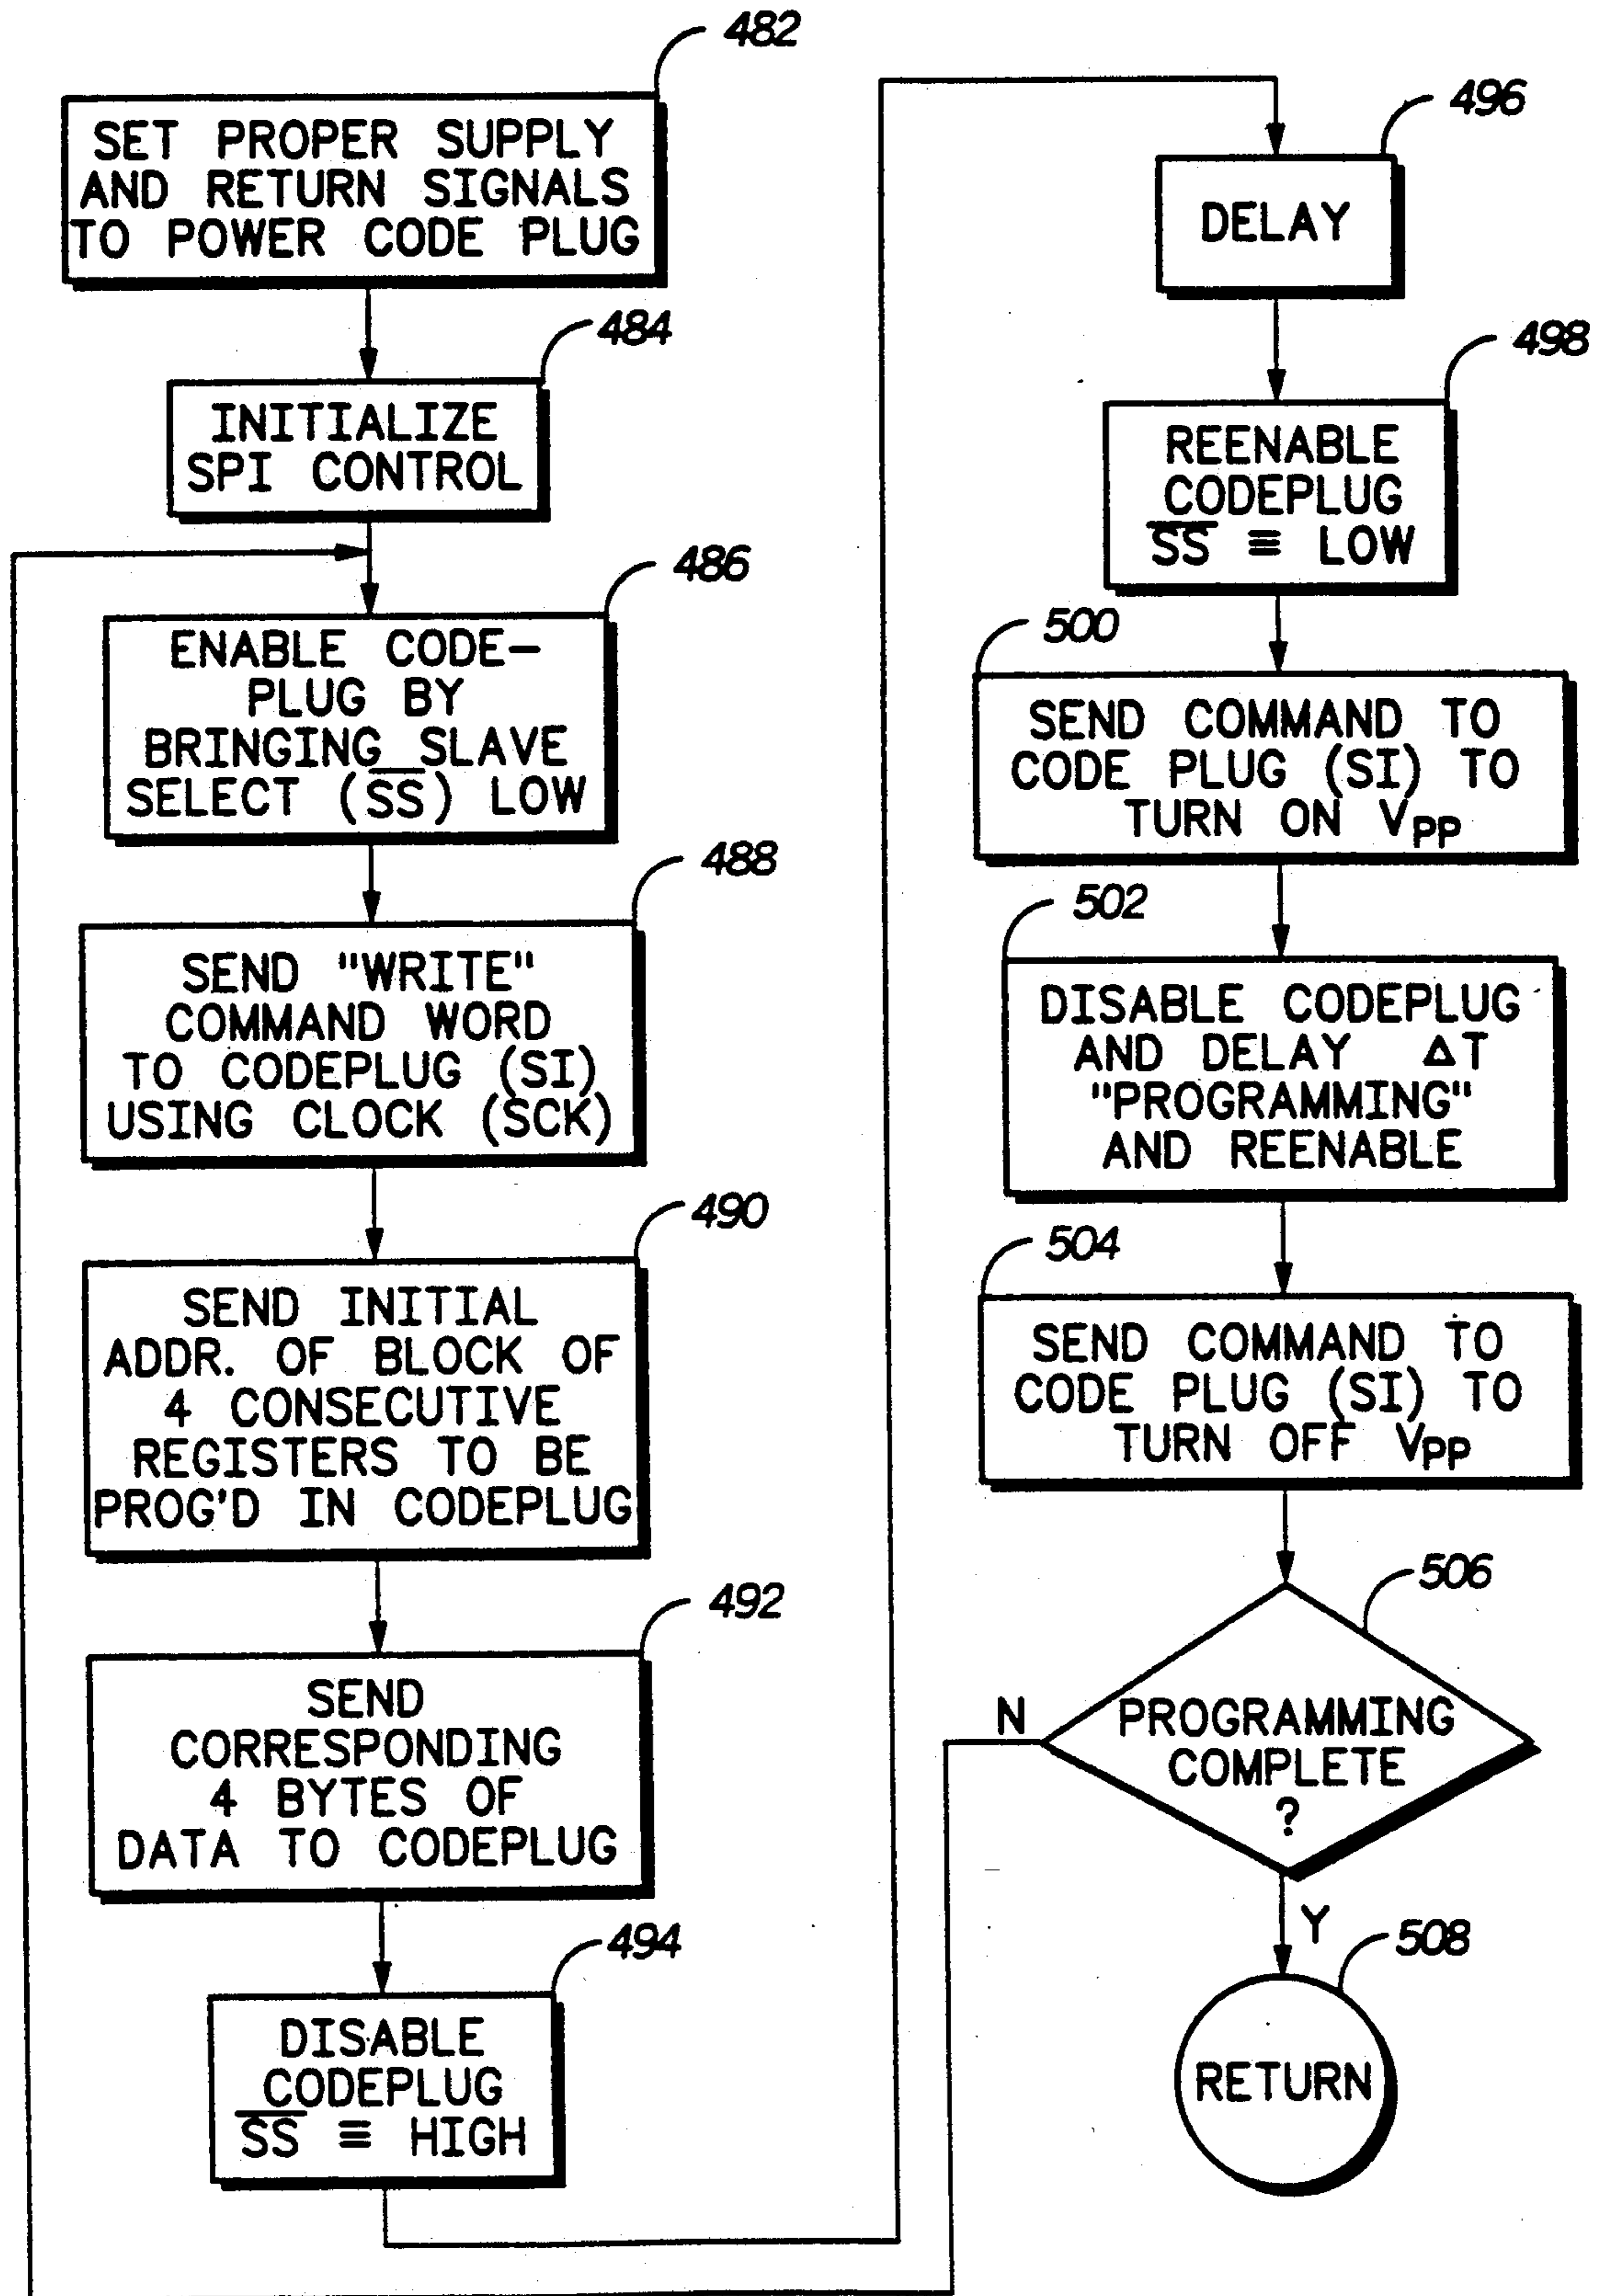 482
SET PROPER SUPPLY
AND RETURN SIGNALS
TO POWER CODE PLUG
484
INITIALIZE
SPI CONTROL
486
ENABLE CODE-
PLUG BY
BRINGING SLAVE
SELECT (S̅S̅) LOW
488
SEND "WRITE"
COMMAND WORD
TO CODEPLUG (SI)
USING CLOCK (SCK)
490
SEND INITIAL
ADDR. OF BLOCK OF
4 CONSECUTIVE
REGISTERS TO BE
PROG'D IN CODEPLUG
492
SEND
CORRESPONDING
4 BYTES OF
DATA TO CODEPLUG
494
DISABLE
CODEPLUG
S̅S̅ ≡ HIGH
496
DELAY
498
REENABLE
CODEPLUG
S̅S̅ ≡ LOW
500
SEND COMMAND TO
CODE PLUG (SI) TO
TURN ON VPP
502
DISABLE CODEPLUG
AND DELAY ΔT
"PROGRAMMING"
AND REENABLE
504
SEND COMMAND TO
CODE PLUG (SI) TO
TURN OFF VPP
506
N
PROGRAMMING
COMPLETE
?
Y
508
RETURN